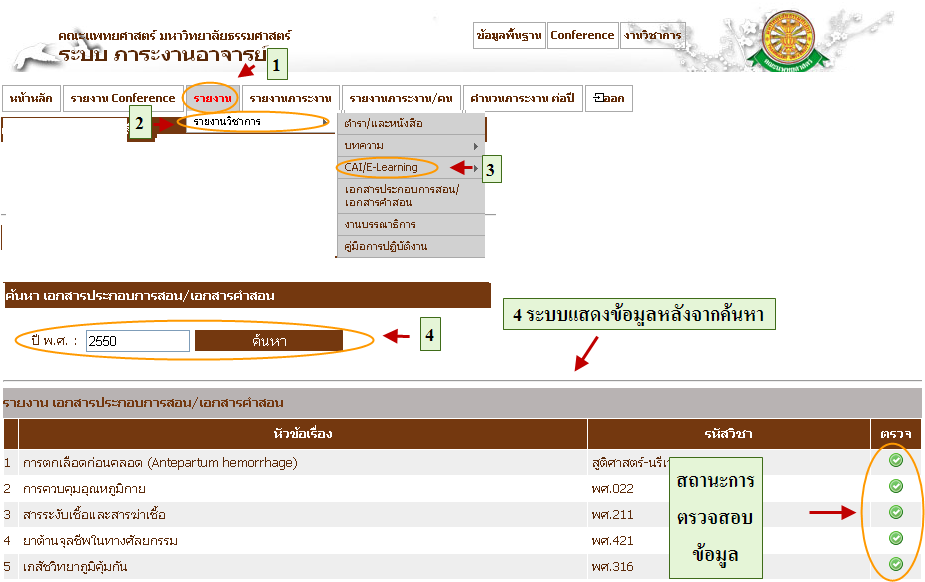 คณะแพทยศาสตร์ มหาวิทยาลัยธรรมศาสตร์
ระบบ ภาระงานอาจารย์
ข้อมูลพื้นฐาน Conference งานวิชาการ
1
หน้าหลัก รายงาน Conference รายงาน รายงานภาระงาน รายงานภาระงาน/คน คำนวนภาระงาน ต่อปี ออก
2 รายงานวิชาการ
ตำรา/และหนังสือ
บทความ
CAI/E-Learning 3
เอกสารประกอบการสอน/
เอกสารคำสอน
งานบรรณาธิการ
คู่มือการปฏิบัติงาน
ค้นหา เอกสารประกอบการสอน/เอกสารคำสอน
4 ระบบแสดงข้อมูลหลังจากค้นหา
ปี พ.ศ. : 2550 ค้นหา 4
รายงาน เอกสารประกอบการสอน/เอกสารคำสอน
หัวข้อเรื่อง รหัสวิชา ตรวจ
1 การตกเลือดก่อนคลอด (Antepartum hemorrhage) สูติศาสตร์-นรีเ
2 การควบคุมอุณหภูมิกาย พศ.022
3 สารระงับเชื้อและสารฆ่าเชื้อ พศ.211
4 ยาต้านจุลชีพในทางศัลยกรรม พศ.421
5 เภสัชวิทยาภูมิคุ้มกัน พศ.316
สถานะการ
ตรวจสอบ
ข้อมูล